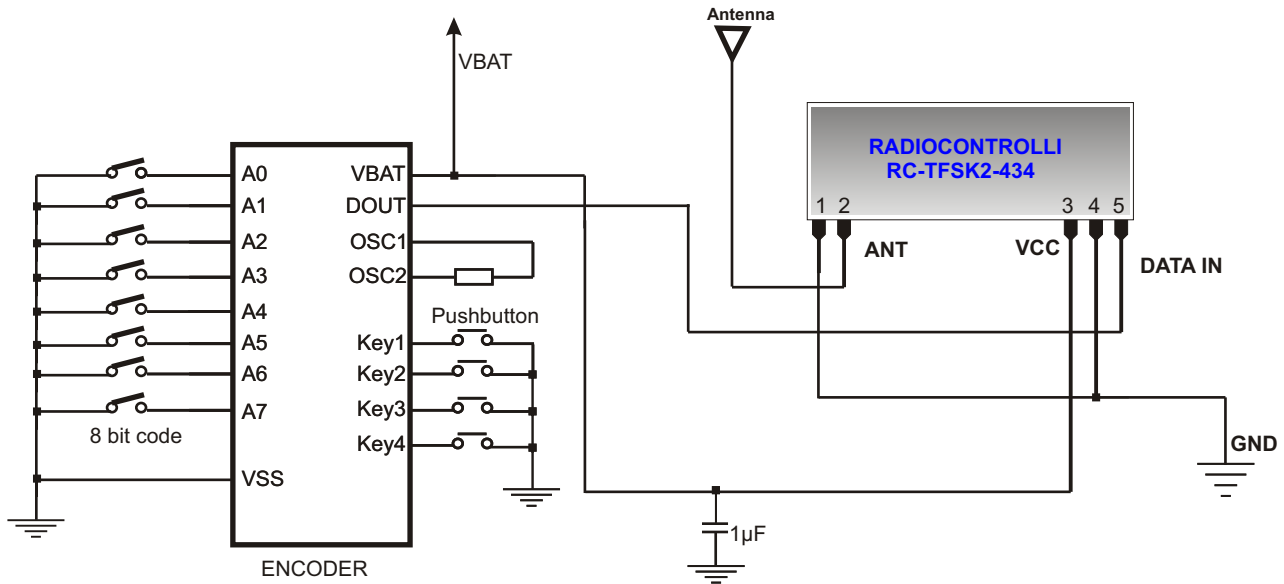 Antenna
VBAT
RADIOCONTROLLI
RC-TFSK2-434
1 2 3 4 5
ANT VCC DATA IN
A0 VBAT
A1 DOUT
A2 OSC1
A3 OSC2
A4
Pushbutton
A5 Key1
A6 Key2
A7 Key3
8 bit code
Key4
GND
VSS
1µF
ENCODER